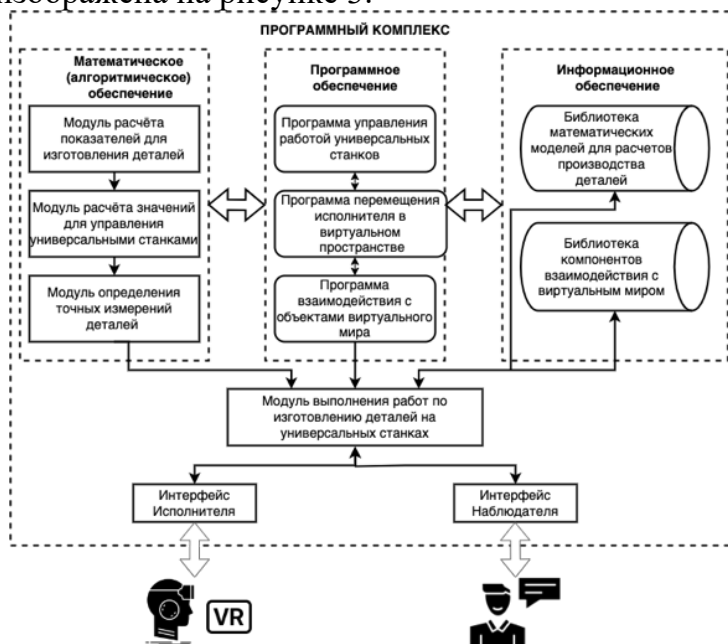 изображена на рисунке 3.
ПРОГРАММНЫЙ КОМПЛЕКС
Математическое
(алгоритмическое)
обеспечение
Модуль расчёта
показателей для
изготовления деталей
Модуль расчёта значений
для управления
универсальными станками
Модуль определения
точных измерений
деталей
Программное
обеспечение
Программа управления
работой универсальных
станков
Программа перемещения
исполнителя в
виртуальном
пространстве
Программа
взаимодействия с
объектами виртуального
мира
Информационное
обеспечение
Библиотека
математических
моделей для расчетов
производства
деталей
Библиотека
компонентов
взаимодействия с
виртуальным миром
Модуль выполнения работ по
изготовлению деталей на
универсальных станках
Интерфейс
Исполнителя
Интерфейс
Наблюдателя
VR